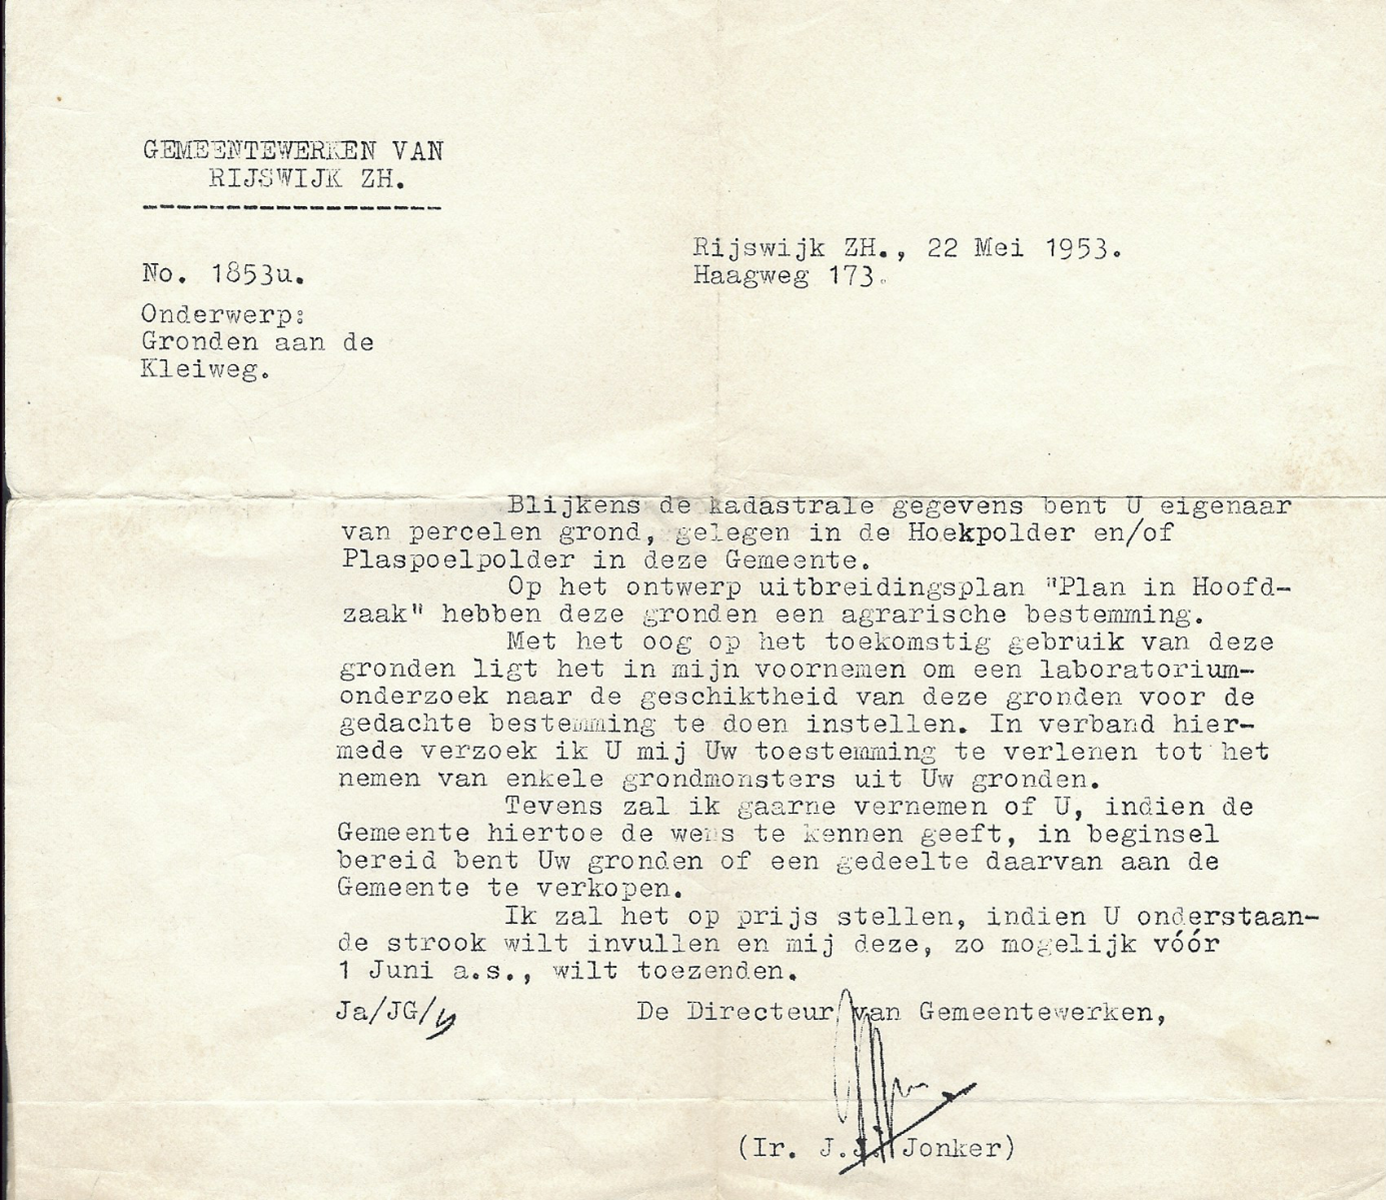 GEMEENTEWERKEN VAN
RIJSWIJK ZH.
Rijswijk ZH., 22 Mei 1953.
Haagweg 173.
No. 1853u.
Onderwerp:
Gronden aan de
Kleiweg.
Blijkens de kadastrale gegevens bent U eigenaar
van percelen grond, gelegen in de Hoekpolder en/of
Plaspoelpolder in deze Gemeente.
Op het ontwerp uitbreidingsplan "Plan in Hoofd-
zaak" hebben deze gronden een agrarische bestemming.
Met het oog op het toekomstig gebruik van deze
gronden ligt het in mijn voornemen om een laboratorium-
onderzoek naar de geschiktheid van deze gronden voor de
gedachte bestemming te doen instellen. In verband hier-
mede verzoek ik U mij Uw toestemming te verlenen tot het
nemen van enkele grondmonsters uit Uw gronden.
Tevens zal ik gaarne vernemen of U, indien de
Gemeente hiertoe de wens te kennen geeft, in beginsel
bereid bent Uw gronden of een gedeelte daarvan aan de
Gemeente te verkopen.
Ik zal het op prijs stellen, indien U onderstaan-
de strook wilt invullen en mij deze, zo mogelijk vóór
1 Juni a.s., wilt toezenden.
Ja/JG/
De Directeur van Gemeentewerken,
(Ir. J.J. Jonker)